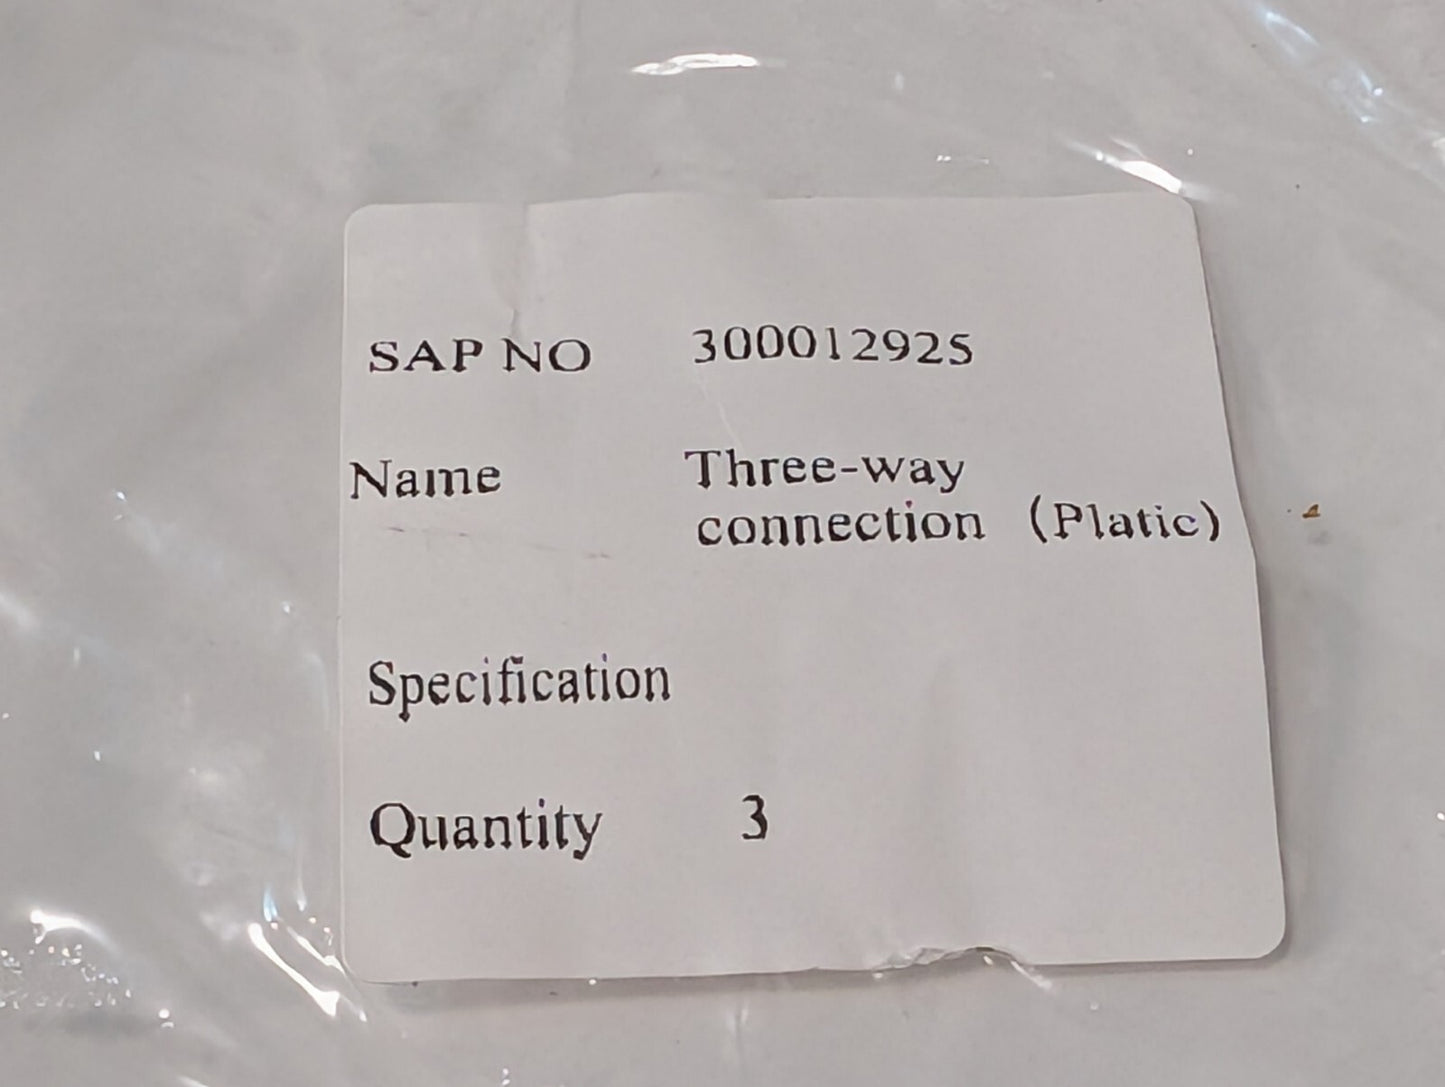 SAP NO 300012925
Name Three-way
connection (Platic)
Specification
Quantity 3